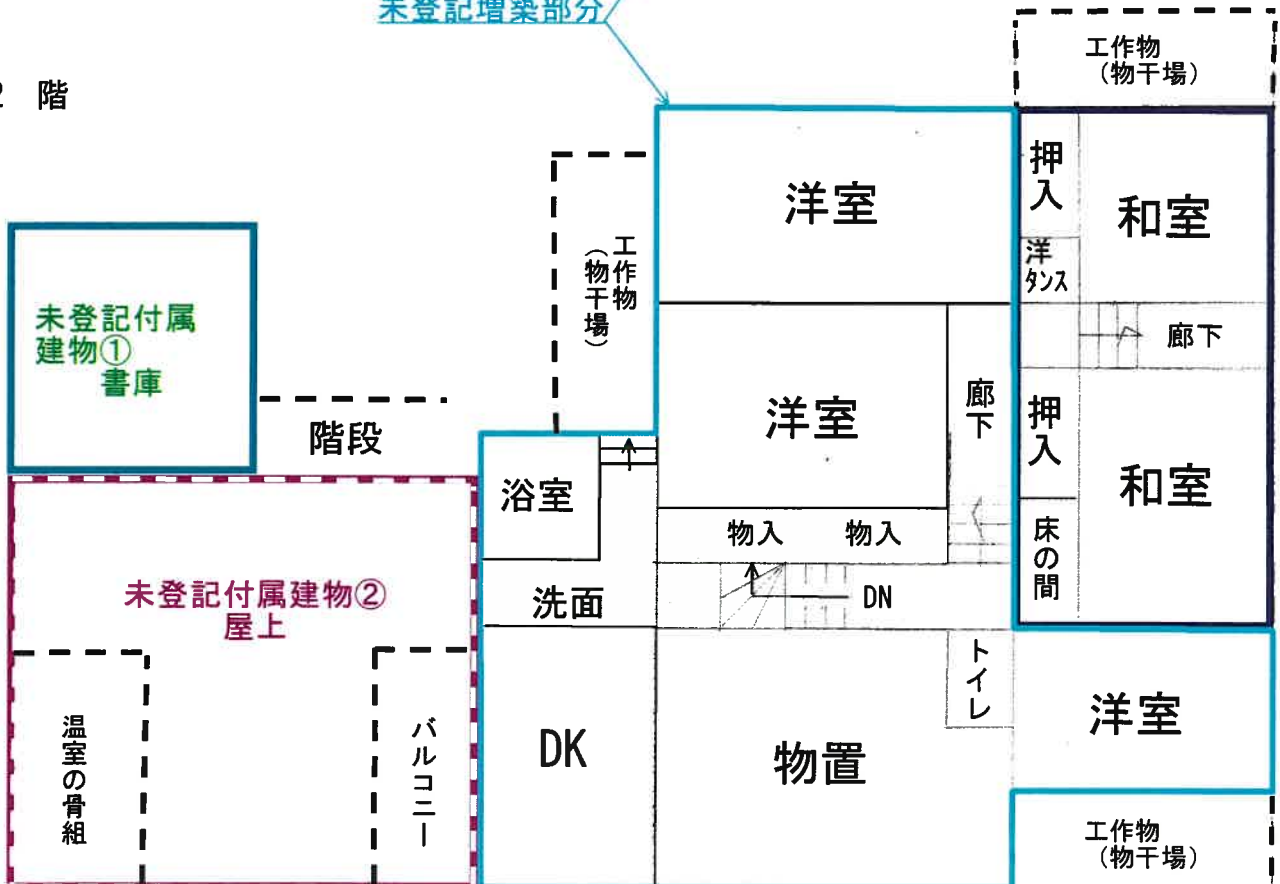 未登記増築部分
2 階
工作物
(物干場)
洋室
押入
和室
工作物
(物干場)
洋
タンス
未登記付属
建物①
書庫
廊下
洋室
廊下
押入
階段
和室
浴室
物入
物入
床の間
未登記付属建物②
屋上
洗面
DN
トイレ
洋室
温室の骨組
バルコニー
DK
物置
工作物
(物干場)